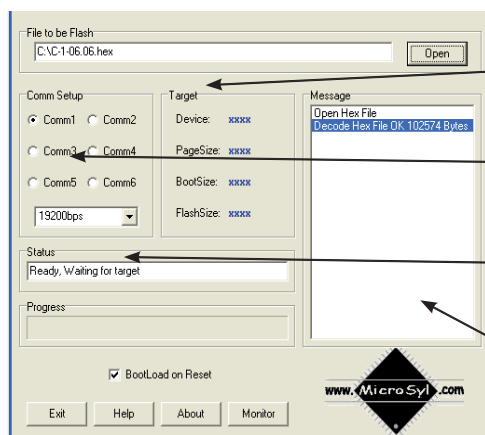 File to be Flash
C:\C-1-06.06.hex
Open
Comm Setup
Comm1 Comm2
Comm3 Comm4
Comm5 Comm6
19200bps
Target
Device: xxxx
PageSize: xxxx
BootSize: xxxx
FlashSize: xxxx
Message
Open Hex File
Decode Hex File OK 102574 Bytes
Status
Ready, Waiting for target
Progress
BootLoad on Reset
Exit Help About Monitor
www.MicroSyl.com